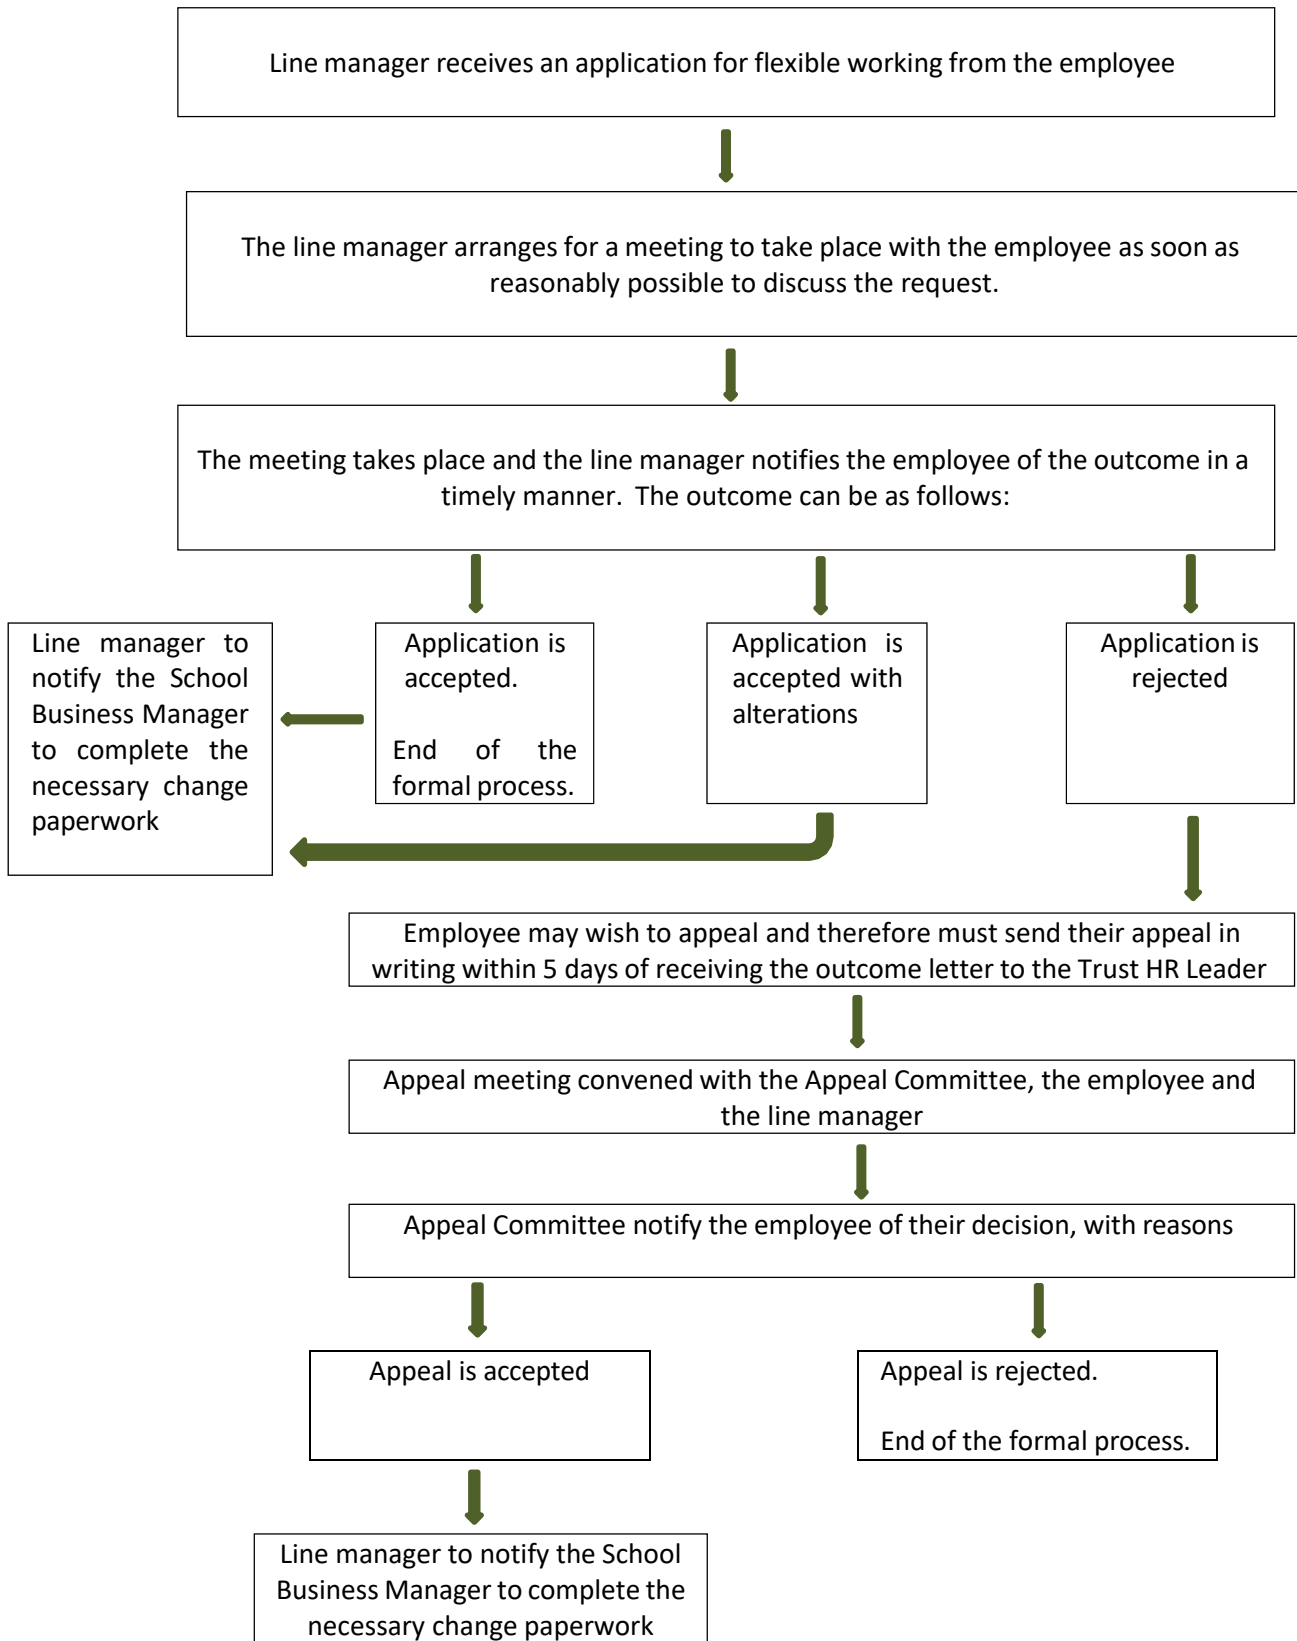 Line manager receives an application for flexible working from the employee
The line manager arranges for a meeting to take place with the employee as soon as
reasonably possible to discuss the request.
The meeting takes place and the line manager notifies the employee of the outcome in a
timely manner.  The outcome can be as follows:
Line manager to
notify the School
Business Manager
to complete the
necessary change
paperwork
Application is
accepted.
End of the
formal process.
Application is
accepted with
alterations
Application is
rejected
Employee may wish to appeal and therefore must send their appeal in
writing within 5 days of receiving the outcome letter to the Trust HR Leader
Appeal meeting convened with the Appeal Committee, the employee and
the line manager
Appeal Committee notify the employee of their decision, with reasons
Appeal is accepted
Appeal is rejected.
End of the formal process.
Line manager to notify the School
Business Manager to complete the
necessary change paperwork